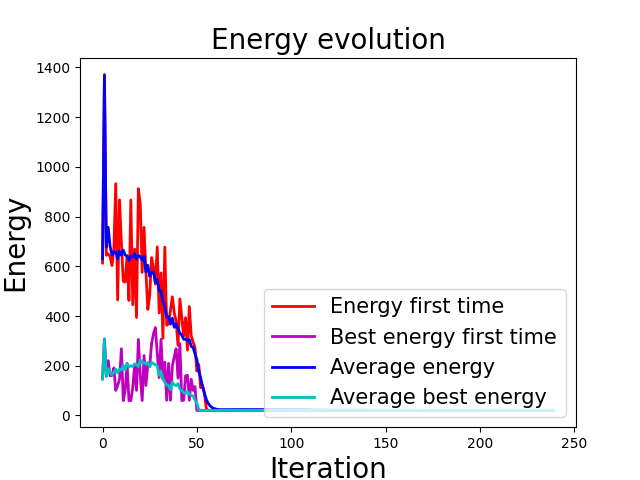 Energy evolution
1400
1200
1000
800
600
400
200
0
Energy
Energy first time
Best energy first time
Average energy
Average best energy
0 50 100 150 200 250
Iteration